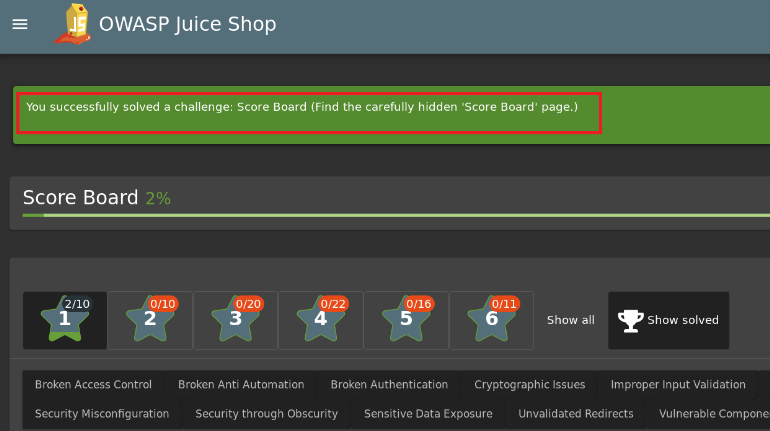 OWASP Juice Shop
You successfully solved a challenge: Score Board (Find the carefully hidden 'Score Board' page.)
Score Board 2%
2/10 0/10 0/20 0/22 0/16 0/11
1 2 3 4 5 6 Show all Show solved
Broken Access Control Broken Anti Automation Broken Authentication Cryptographic Issues Improper Input Validation
Security Misconfiguration Security through Obscurity Sensitive Data Exposure Unvalidated Redirects Vulnerable Compone